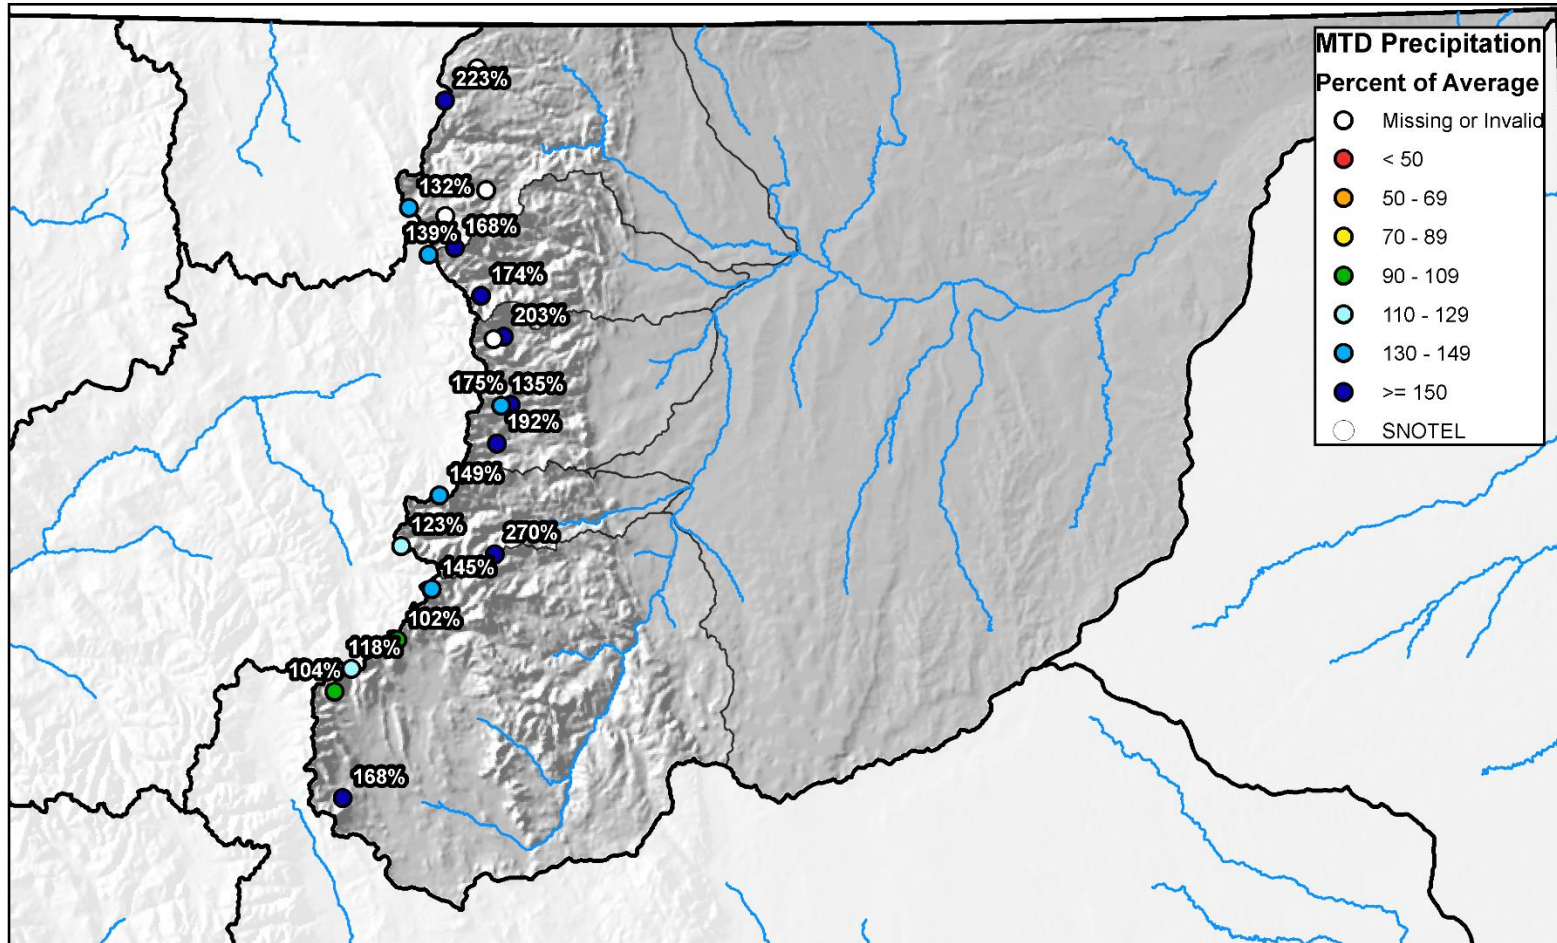 MTD Precipitation
Percent of Average
Missing or Invalid
< 50
50 - 69
70 - 89
90 - 109
110 - 129
130 - 149
>= 150
SNOTEL
223%
132%
139% 168%
174%
203%
175% 135%
192%
149%
123%
270%
145%
102%
118%
104%
168%